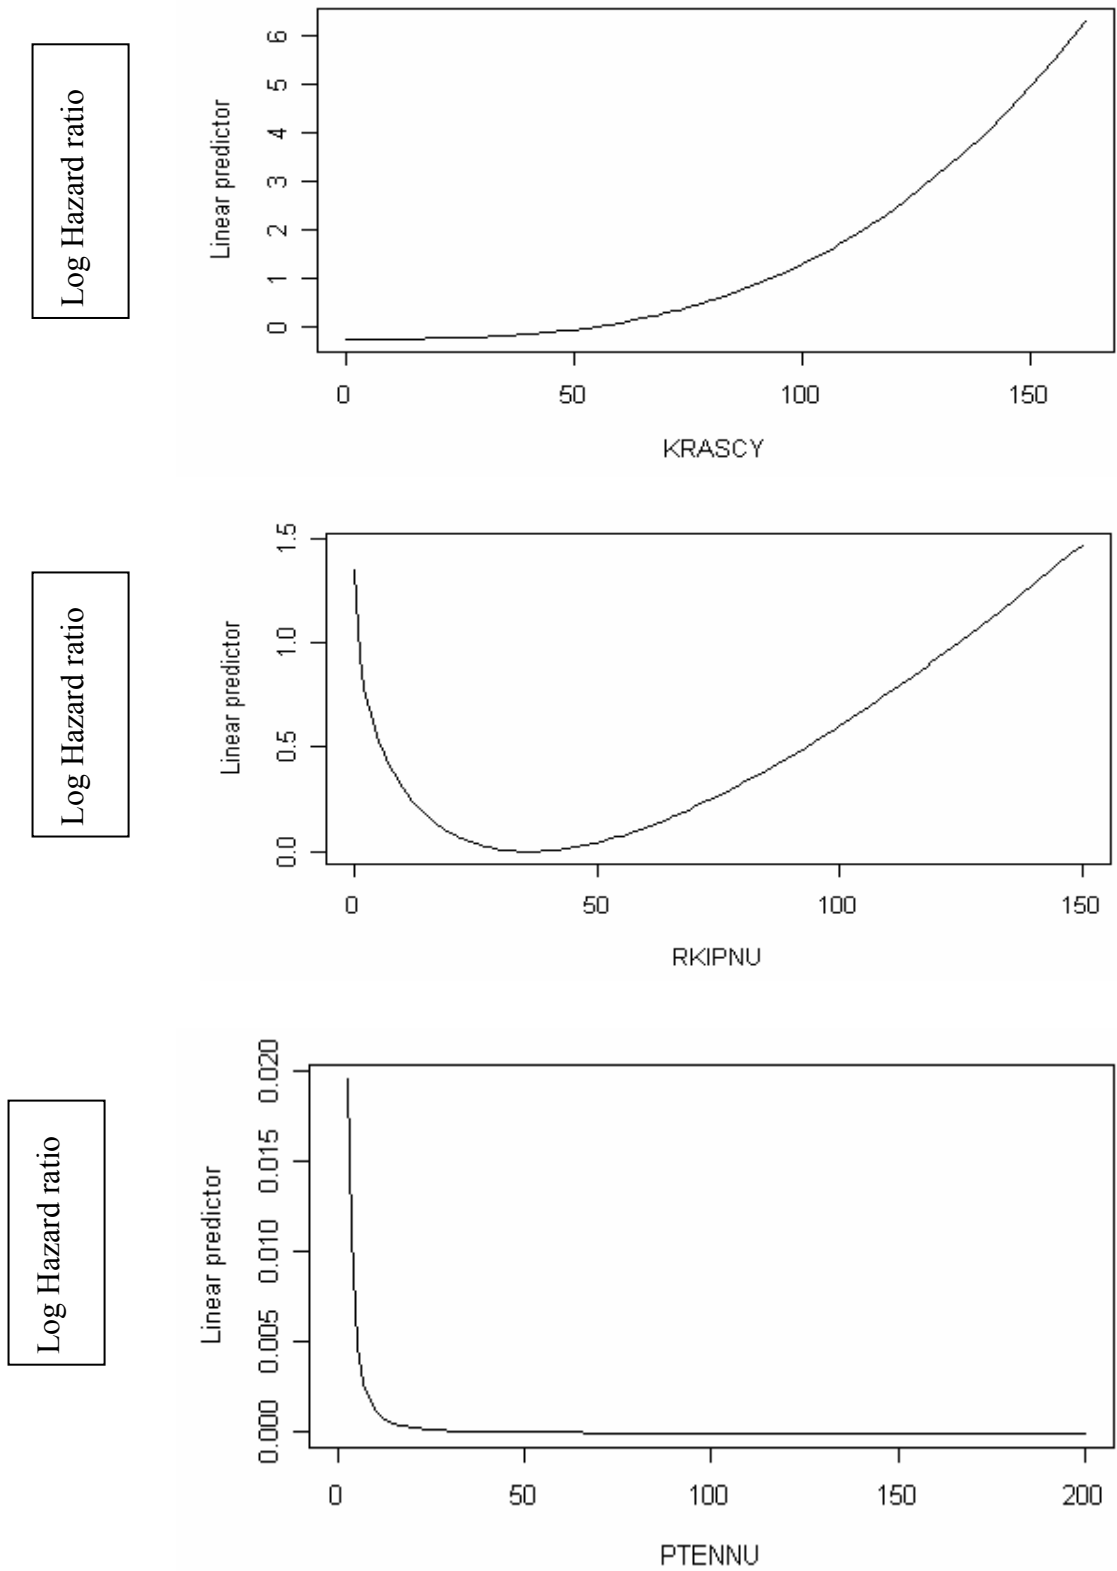 Log Hazard ratio
Linear predictor
6
5
4
3
2
1
0
0 50 100 150
KRASCY
Log Hazard ratio
Linear predictor
1.5
1.0
0.5
0.0
0 50 100 150
RKIPNU
Log Hazard ratio
Linear predictor
0.020
0.015
0.010
0.005
0.000
0 50 100 150 200
PTENNU